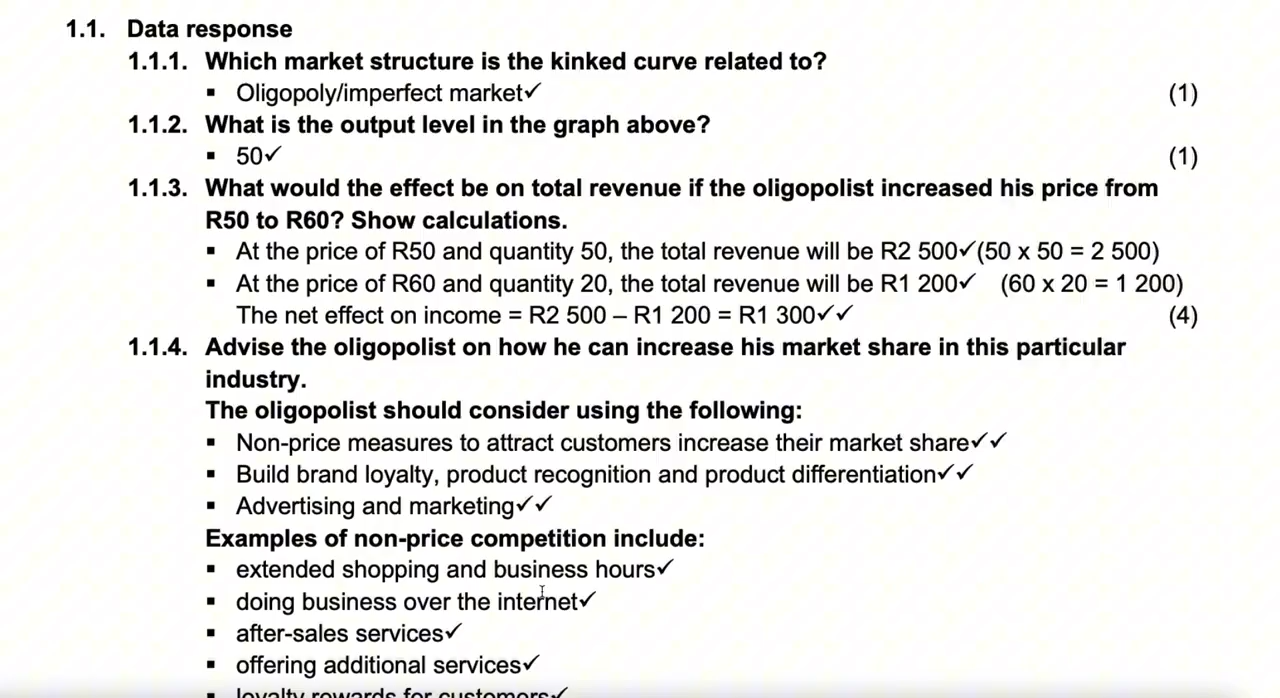 1.1. Data response
1.1.1. Which market structure is the kinked curve related to?
▪ Oligopoly/imperfect market✓ (1)
1.1.2. What is the output level in the graph above?
▪ 50✓ (1)
1.1.3. What would the effect be on total revenue if the oligopolist increased his price from
R50 to R60? Show calculations.
▪ At the price of R50 and quantity 50, the total revenue will be R2 500✓(50 x 50 = 2 500)
▪ At the price of R60 and quantity 20, the total revenue will be R1 200✓ (60 x 20 = 1 200)
The net effect on income = R2 500 – R1 200 = R1 300✓✓ (4)
1.1.4. Advise the oligopolist on how he can increase his market share in this particular
industry.
The oligopolist should consider using the following:
▪ Non-price measures to attract customers increase their market share✓✓
▪ Build brand loyalty, product recognition and product differentiation✓✓
▪ Advertising and marketing✓✓
Examples of non-price competition include:
▪ extended shopping and business hours✓
▪ doing business over the internet✓
▪ after-sales services✓
▪ offering additional services✓
▪ loyalty rewards for customers✓